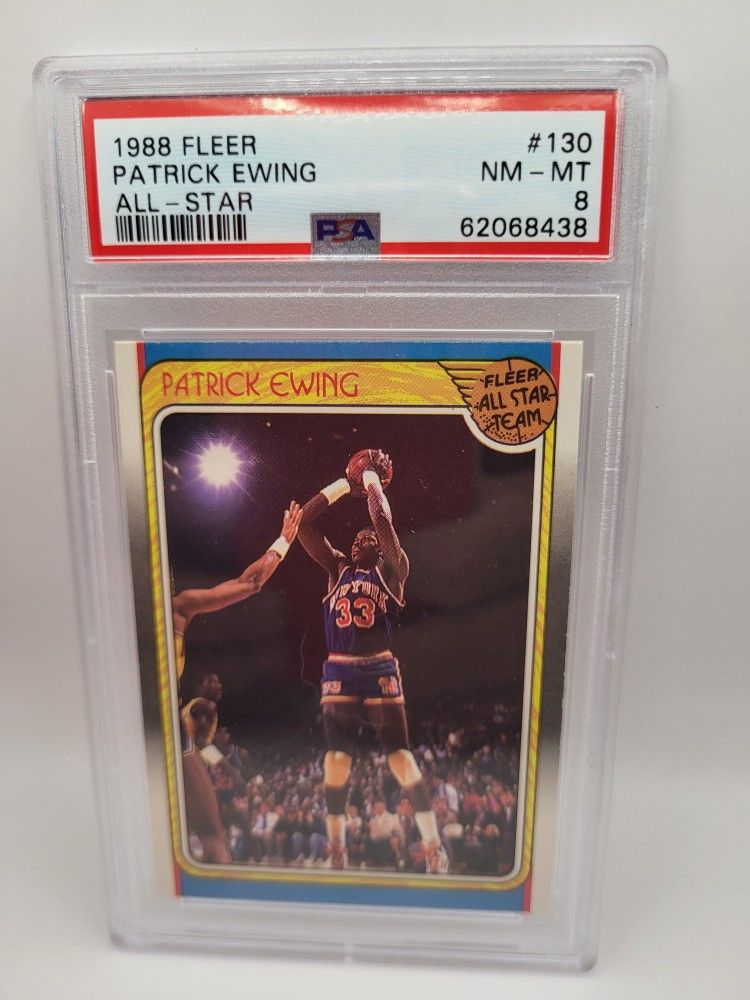 1988 FLEER #130
PATRICK EWING NM - MT
ALL - STAR 8
PSA 62068438
PATRICK EWING
FLEER
ALL STAR
TEAM
NEW YORK
33
33